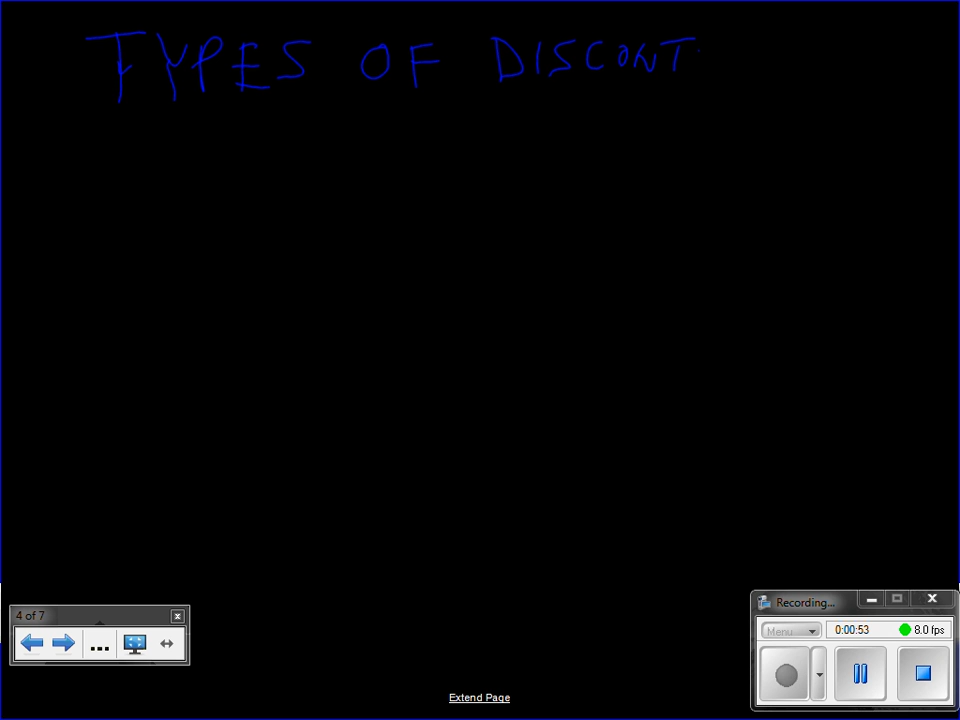 TYPES OF DISCONT
4 of 7
Recording...
Menu
0:00:53
8.0 fps
Extend Page